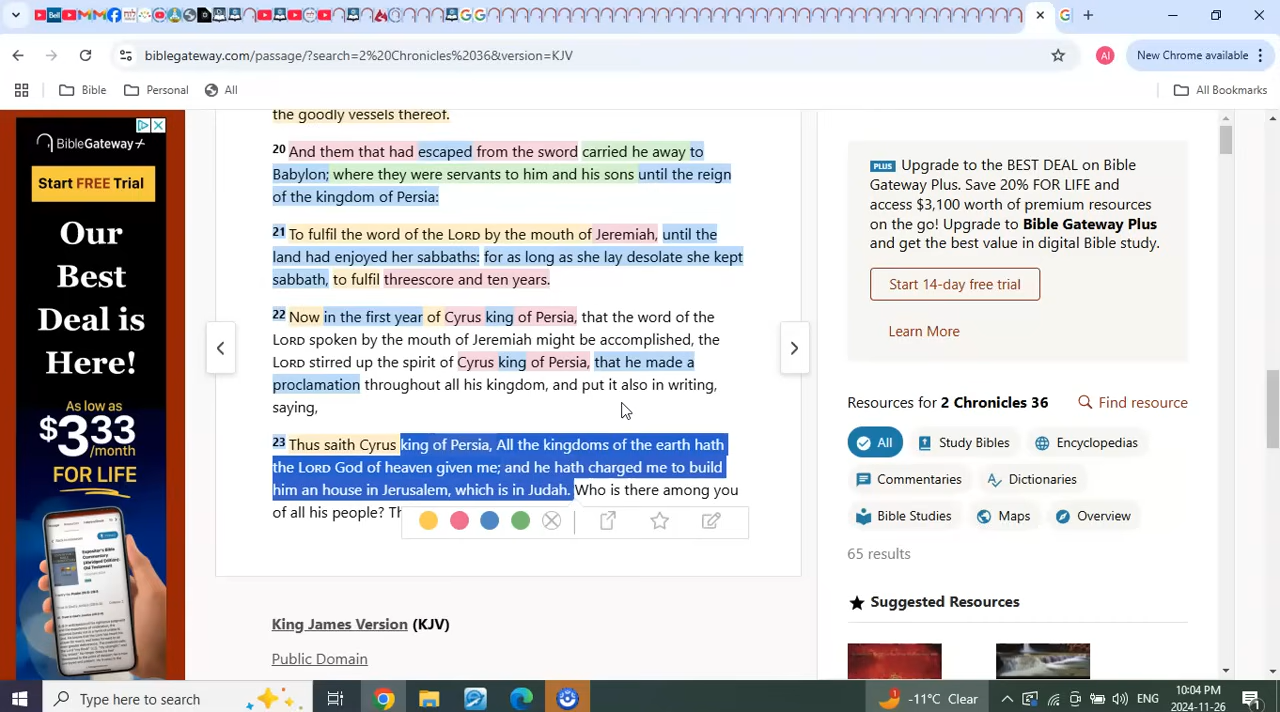 biblegateway.com/passage/?search=2%20Chronicles%2036&version=KJV
AI
New Chrome available
Bible
Personal
All
All Bookmarks
BibleGateway+
Start FREE Trial
Our
Best
Deal is
Here!
As low as
$3.33
/month
FOR LIFE
the goodly vessels thereof.
20 And them that had escaped from the sword carried he away to
Babylon; where they were servants to him and his sons until the reign
of the kingdom of Persia:
21 To fulfil the word of the LORD by the mouth of Jeremiah, until the
land had enjoyed her sabbaths: for as long as she lay desolate she kept
sabbath, to fulfil threescore and ten years.
22 Now in the first year of Cyrus king of Persia, that the word of the
LORD spoken by the mouth of Jeremiah might be accomplished, the
LORD stirred up the spirit of Cyrus king of Persia, that he made a
proclamation throughout all his kingdom, and put it also in writing,
saying,
23 Thus saith Cyrus king of Persia, All the kingdoms of the earth hath
the LORD God of heaven given me; and he hath charged me to build
him an house in Jerusalem, which is in Judah. Who is there among you
of all his people? Th
King James Version (KJV)
Public Domain
PLUS Upgrade to the BEST DEAL on Bible
Gateway Plus. Save 20% FOR LIFE and
access $3,100 worth of premium resources
on the go! Upgrade to Bible Gateway Plus
and get the best value in digital Bible study.
Start 14-day free trial
Learn More
Resources for 2 Chronicles 36
Find resource
All
Study Bibles
Encyclopedias
Commentaries
Dictionaries
Bible Studies
Maps
Overview
65 results
Suggested Resources
Type here to search
-11°C Clear
ENG
10:04 PM
2024-11-26
1